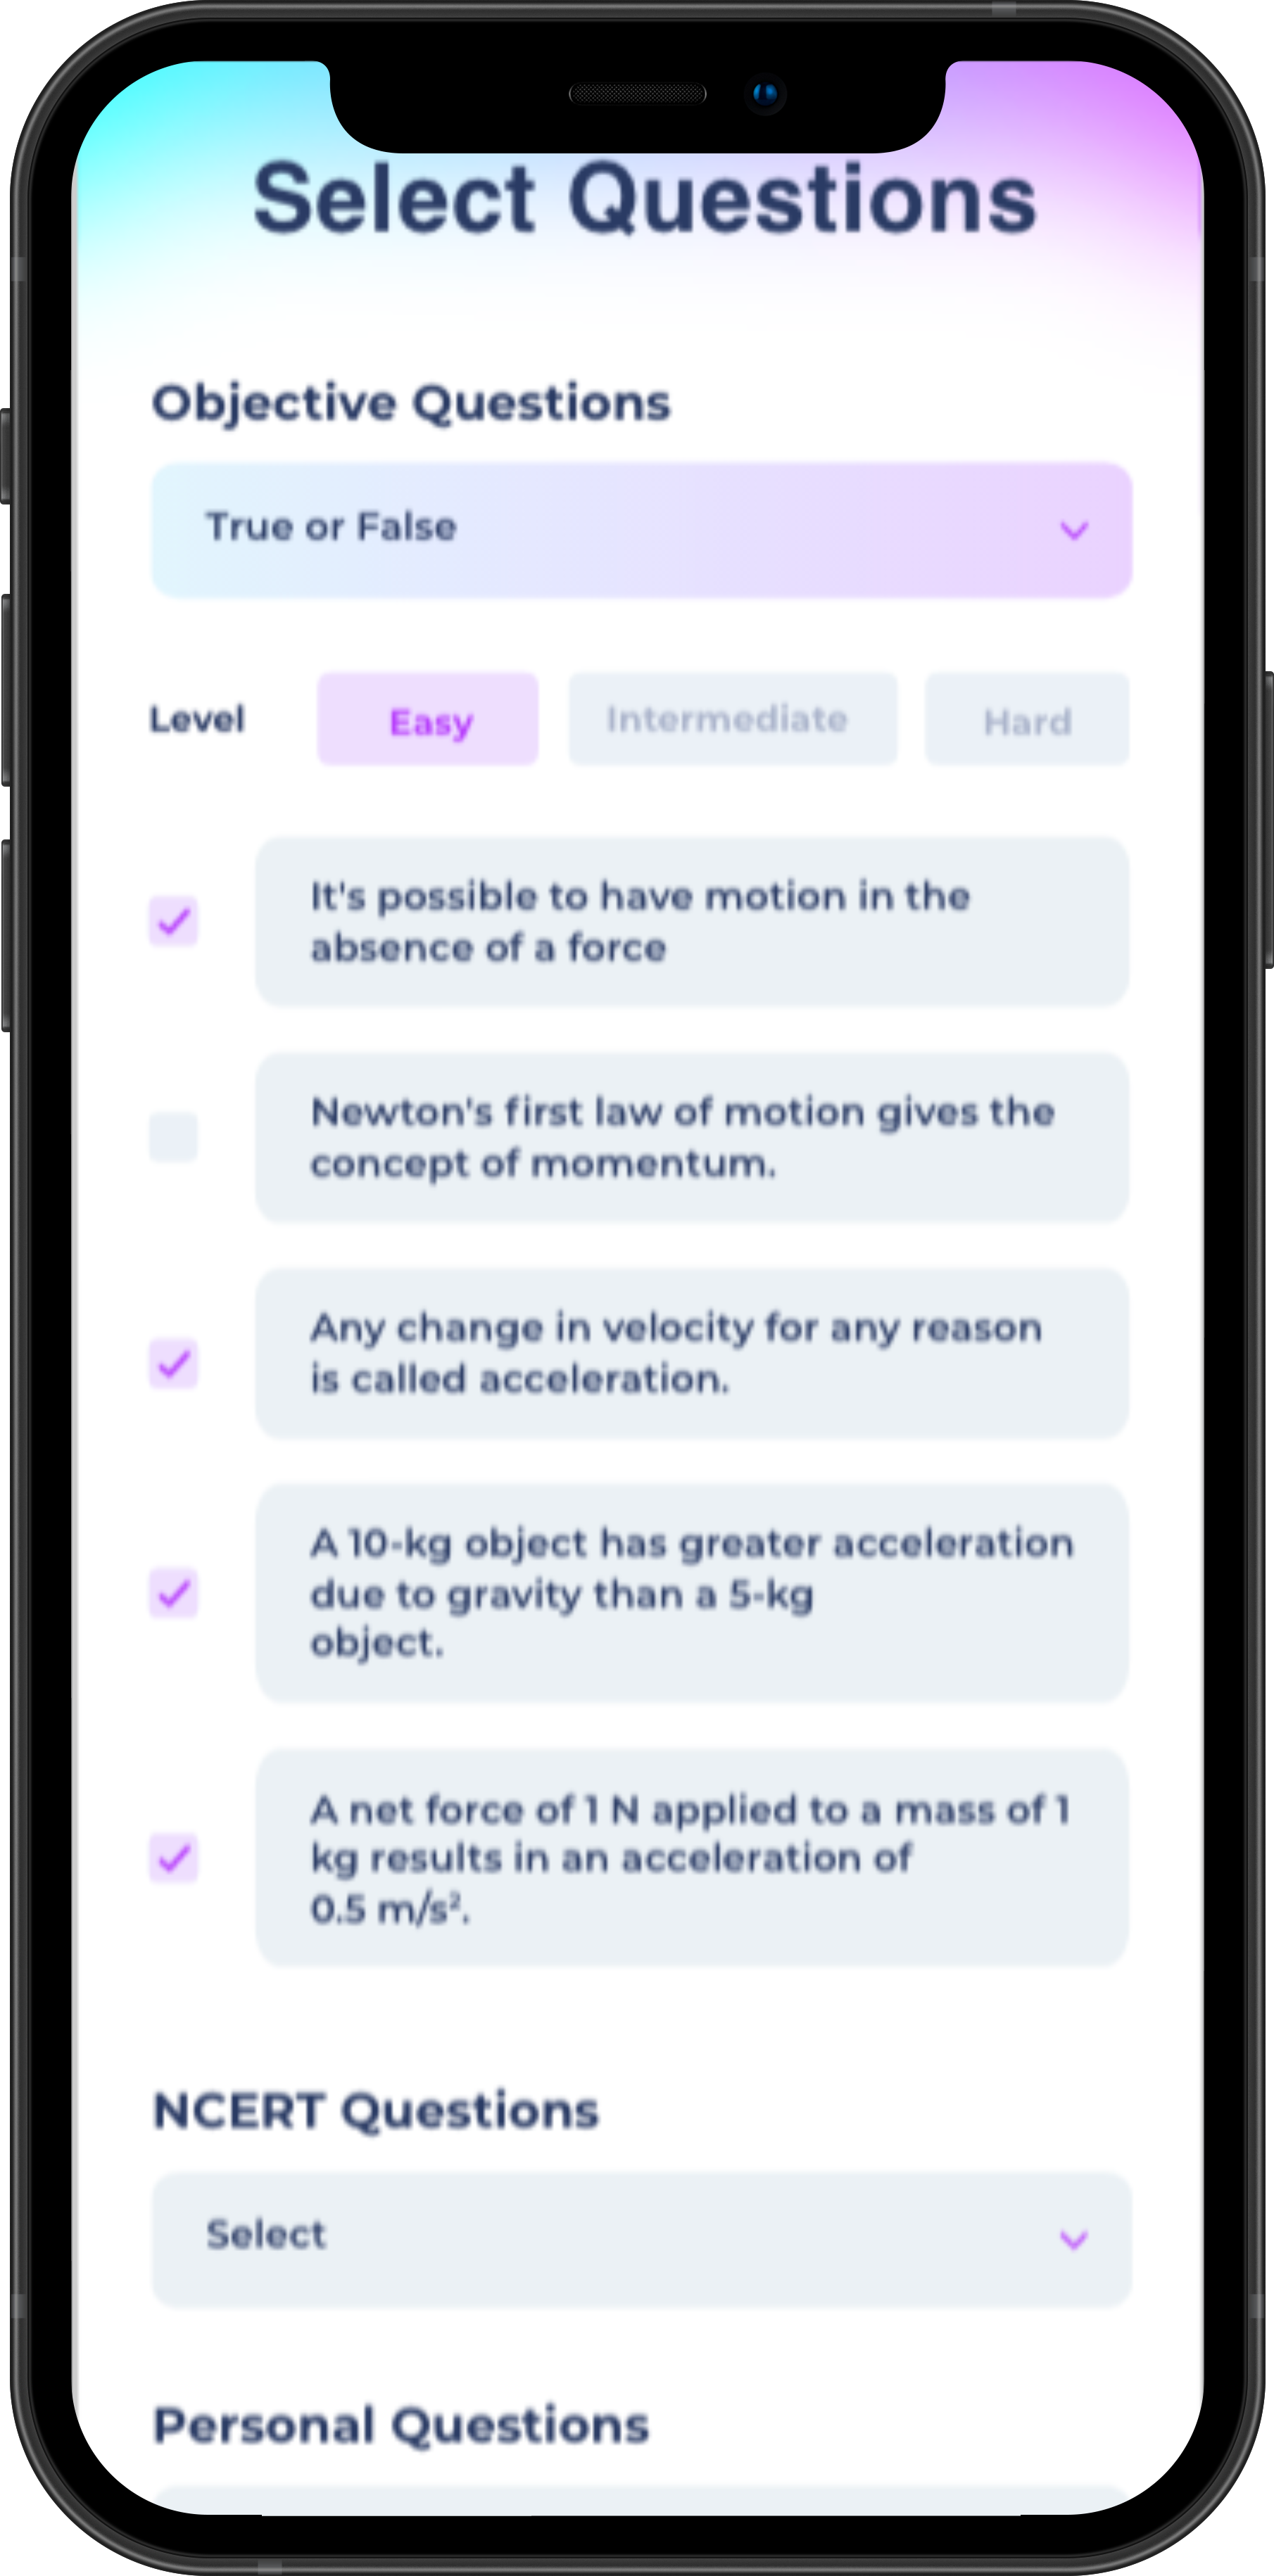 Select Questions
Objective Questions
True or False
Level Easy Intermediate Hard
It's possible to have motion in the
absence of a force
Newton's first law of motion gives the
concept of momentum.
Any change in velocity for any reason
is called acceleration.
A 10-kg object has greater acceleration
due to gravity than a 5-kg
object.
A net force of 1 N applied to a mass of 1
kg results in an acceleration of
0.5 m/s².
NCERT Questions
Select
Personal Questions